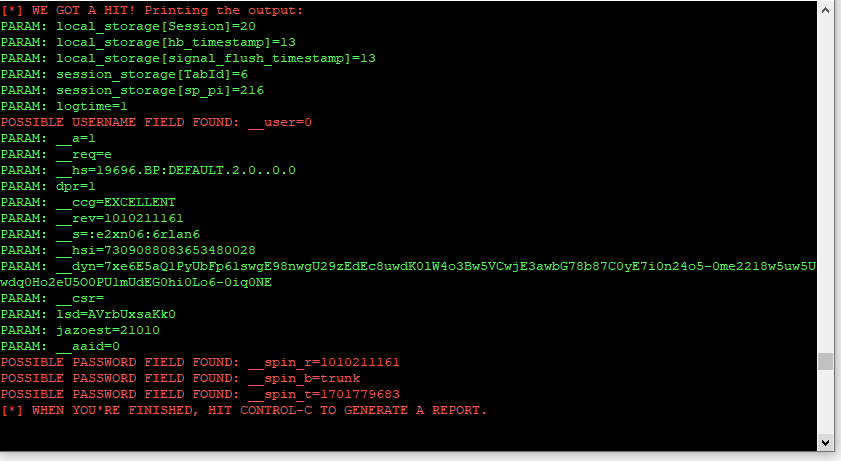 [*] WE GOT A HIT! Printing the output:
PARAM: local_storage[Session]=20
PARAM: local_storage[hb_timestamp]=13
PARAM: local_storage[signal_flush_timestamp]=13
PARAM: session_storage[TabId]=6
PARAM: session_storage[sp_pi]=216
PARAM: logtime=1
POSSIBLE USERNAME FIELD FOUND: __user=0
PARAM: __a=1
PARAM: __req=e
PARAM: __hs=19696.BP:DEFAULT.2.0..0.0
PARAM: dpr=1
PARAM: __ccg=EXCELLENT
PARAM: __rev=1010211161
PARAM: __s=:e2xn06:6rlan6
PARAM: __hsi=7309088083653480028
PARAM: __dyn=7xe6E5aQ1PyUbFp61swgE98nwgU29zEdEc8uwdK0lW4o3Bw5VCwjE3awbG78b87C0yE7i0n24o5-0me2218w5uw5U
wdq0Ho2eU5O0PU1mUdEG0hi0Lo6-0iq0NE
PARAM: __csr=
PARAM: lsd=AVrbUxsaKk0
PARAM: jazoest=21010
PARAM: __aaid=0
POSSIBLE PASSWORD FIELD FOUND: __spin_r=1010211161
POSSIBLE PASSWORD FIELD FOUND: __spin_b=trunk
POSSIBLE PASSWORD FIELD FOUND: __spin_t=1701779683
[*] WHEN YOU'RE FINISHED, HIT CONTROL-C TO GENERATE A REPORT.